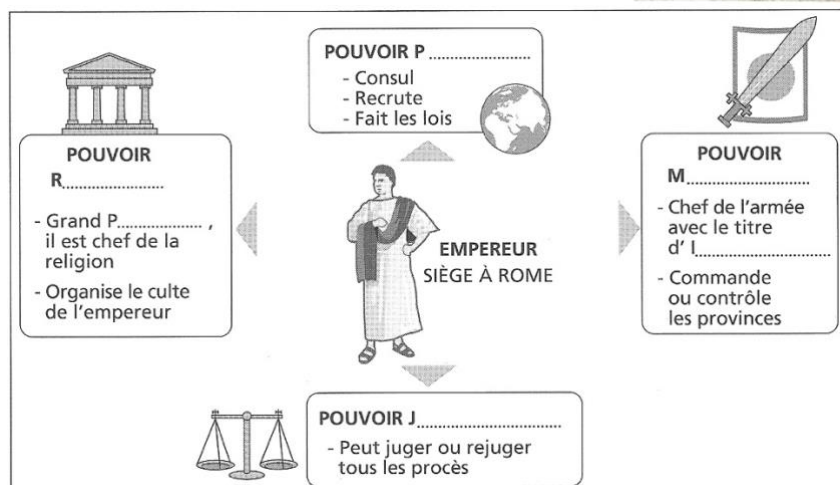 POUVOIR P....................
- Consul
- Recrute
- Fait les lois
POUVOIR
R....................
- Grand P................. ,
il est chef de la
religion
- Organise le culte
de l'empereur
EMPEREUR
SIÈGE À ROME
POUVOIR
M....................
- Chef de l'armée
avec le titre
d' I....................
- Commande
ou contrôle
les provinces
POUVOIR J.............................
- Peut juger ou rejuger
tous les procès